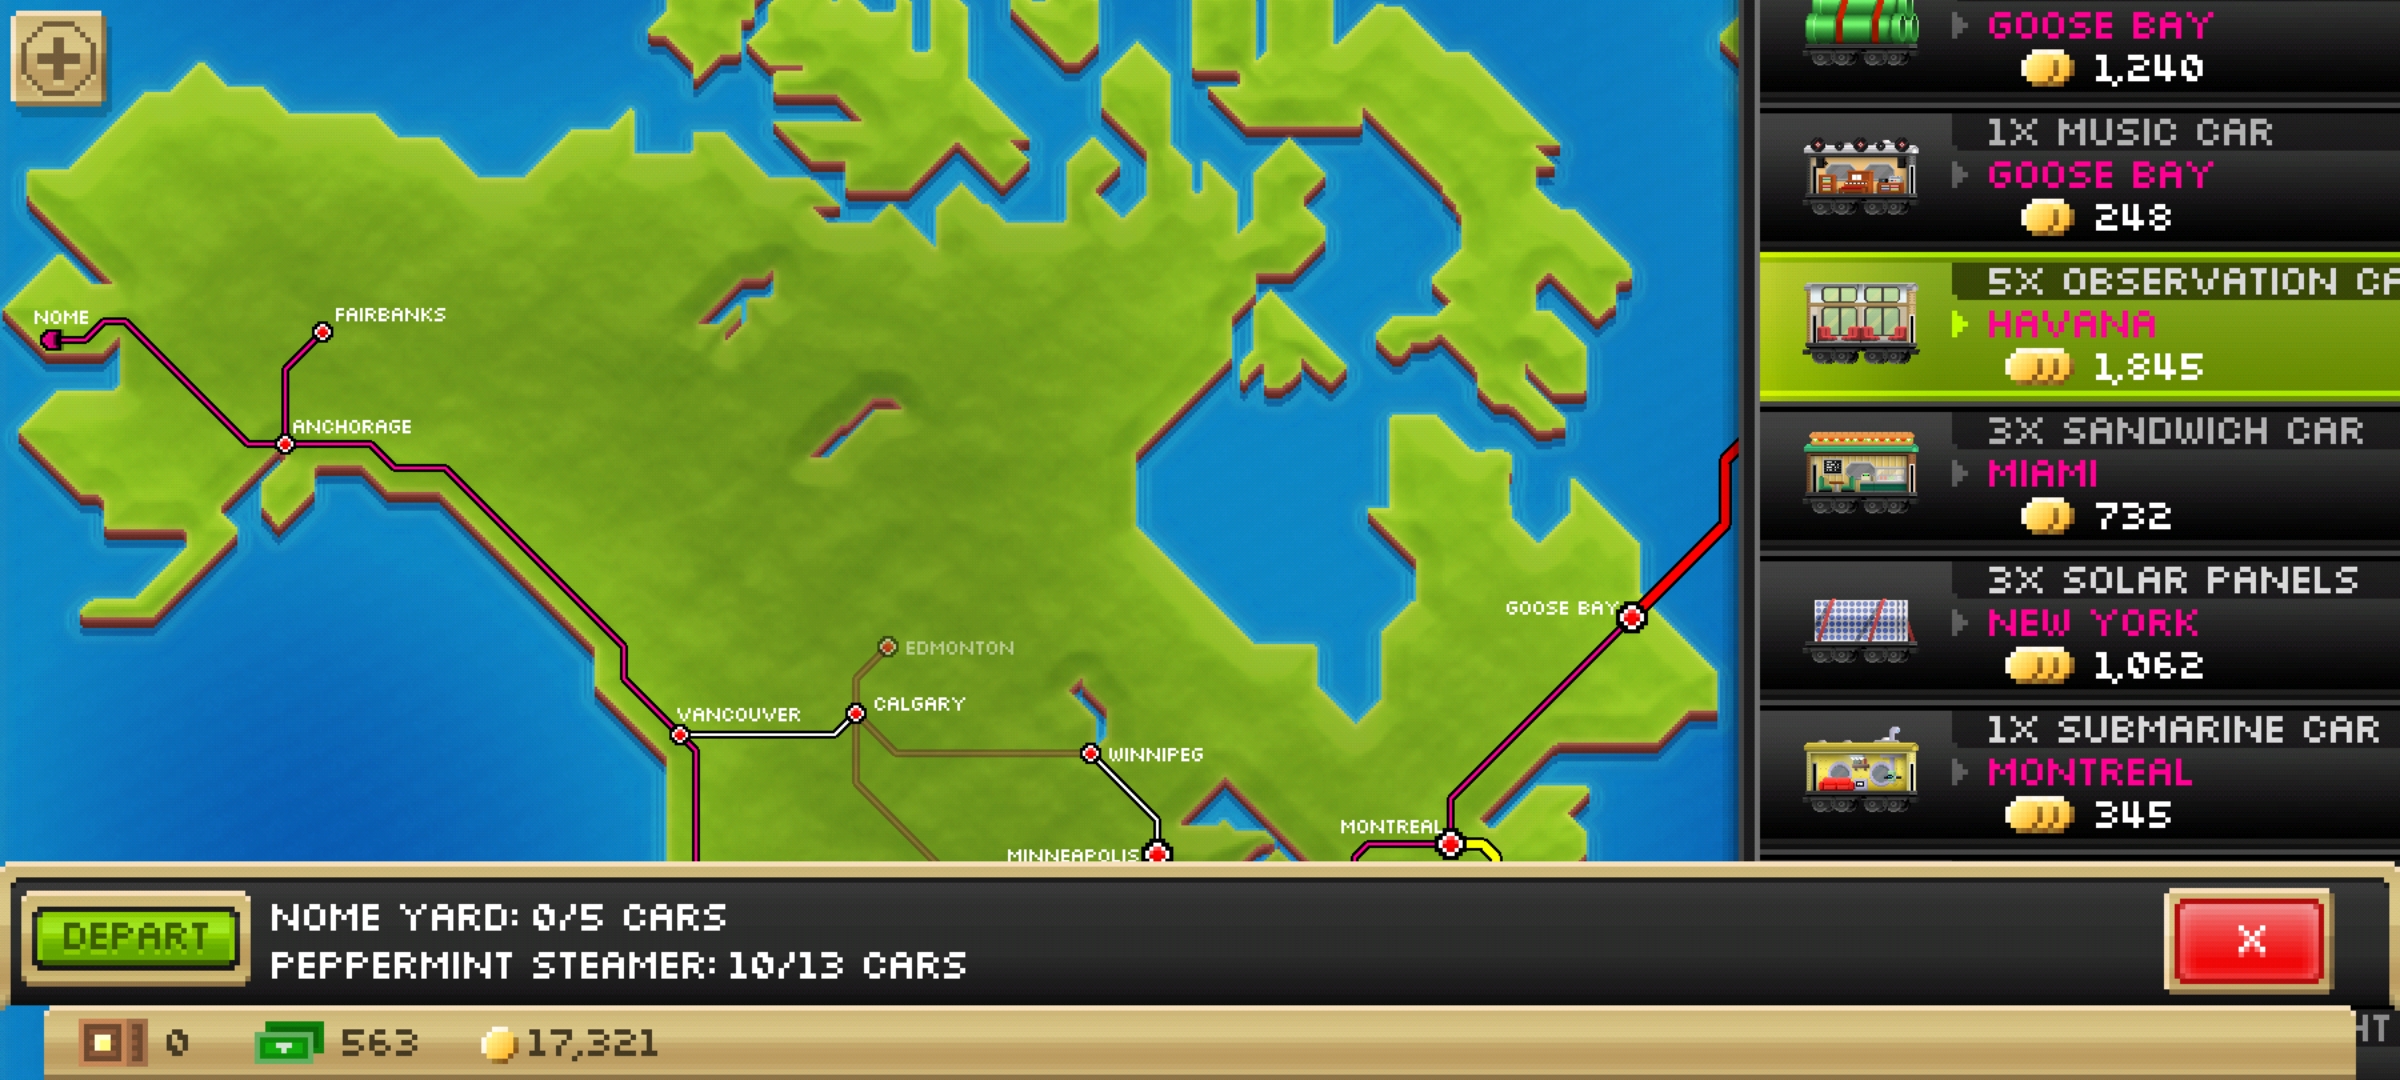 GOOSE BAY
1,240
1X MUSIC CAR
GOOSE BAY
248
5X OBSERVATION CA
HAVANA
1,845
3X SANDWICH CAR
MIAMI
732
3X SOLAR PANELS
NEW YORK
1,062
1X SUBMARINE CAR
MONTREAL
345
NOME
FAIRBANKS
ANCHORAGE
EDMONTON
CALGARY
VANCOUVER
WINNIPEG
MINNEAPOLIS
GOOSE BAY
MONTREAL
DEPART
NOME YARD: 0/5 CARS
PEPPERMINT STEAMER: 10/13 CARS
X
0
563
17,321
HT